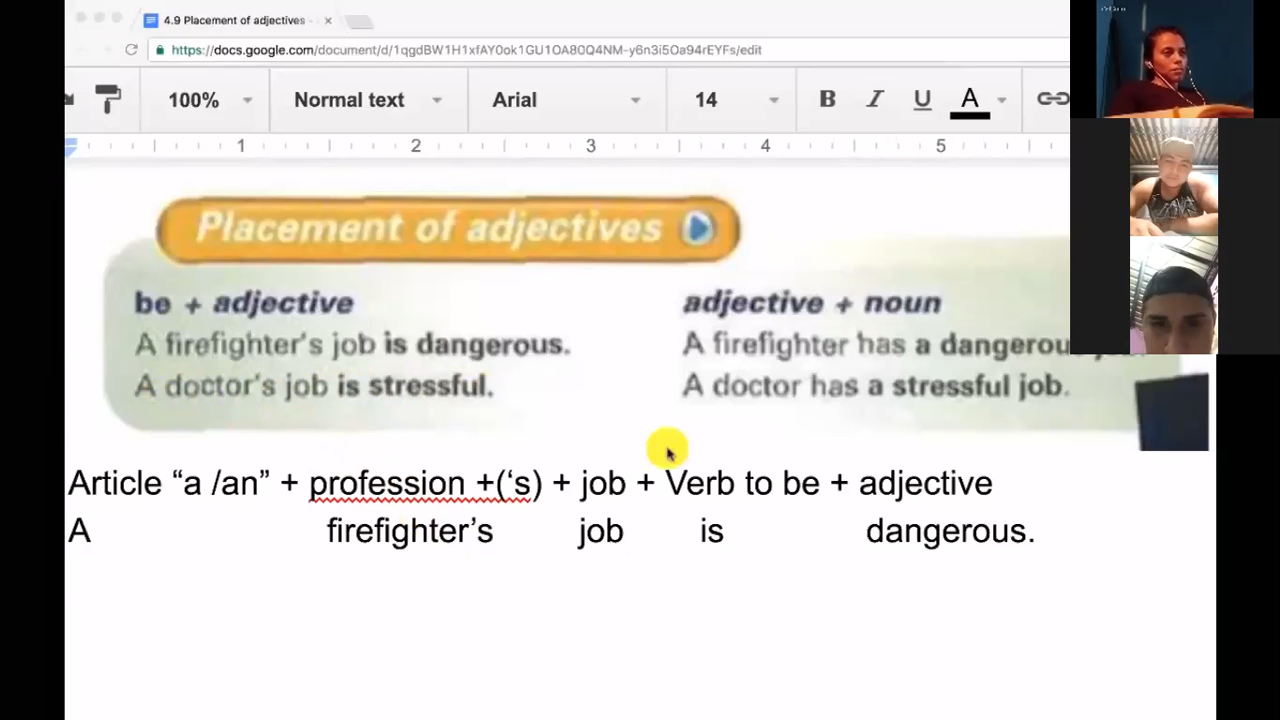 4.9 Placement of adjectives -
https://docs.google.com/document/d/1qgdBW1H1xfAY0ok1GU1OA80Q4NM-y6n3i5Oa94rEYFs/edit
100% Normal text Arial 14 B I U A
1 2 3 4 5
Placement of adjectives
be + adjective
A firefighter's job is dangerous.
A doctor's job is stressful.
adjective + noun
A firefighter has a dangerou
A doctor has a stressful job.
Article “a /an” + profession +(‘s) + job + Verb to be + adjective
A firefighter’s job is dangerous.